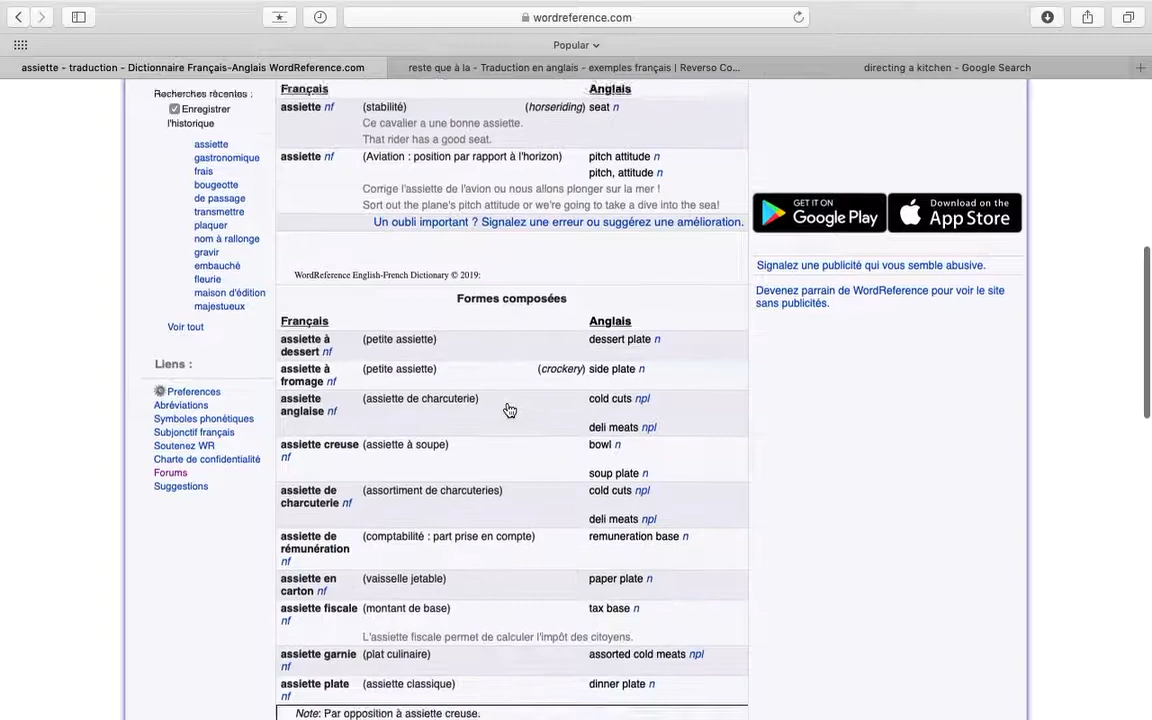 wordreference.com
Popular
assiette - traduction - Dictionnaire Français-Anglais WordReference.com
reste que à la - Traduction en anglais - exemples français | Reverso Co...
directing a kitchen - Google Search
Recherches récentes :
Enregistrer
l'historique
assiette
gastronomique
frais
bougeotte
de passage
transmettre
plaquer
nom à rallonge
gravir
embauché
fleurie
maison d'édition
majestueux
Voir tout
Liens :
Preferences
Abréviations
Symboles phonétiques
Subjonctif français
Soutenez WR
Charte de confidentialité
Forums
Suggestions
Français Anglais
assiette nf (stabilité) (horseriding) seat n
Ce cavalier a une bonne assiette.
That rider has a good seat.
assiette nf (Aviation : position par rapport à l'horizon) pitch attitude n
pitch, attitude n
Corrige l'assiette de l'avion ou nous allons plonger sur la mer !
Sort out the plane's pitch attitude or we're going to take a dive into the sea!
Un oubli important ? Signalez une erreur ou suggérez une amélioration.
WordReference English-French Dictionary © 2019:
Formes composées
Français Anglais
assiette à (petite assiette) dessert plate n
dessert nf
assiette à (petite assiette) (crockery) side plate n
fromage nf
assiette (assiette de charcuterie) cold cuts npl
anglaise nf
deli meats npl
assiette creuse (assiette à soupe) bowl n
nf
soup plate n
assiette de (assortiment de charcuteries) cold cuts npl
charcuterie nf
deli meats npl
assiette de (comptabilité : part prise en compte) remuneration base n
rémunération
nf
assiette en (vaisselle jetable) paper plate n
carton nf
assiette fiscale (montant de base) tax base n
nf
L'assiette fiscale permet de calculer l'impôt des citoyens.
assiette garnie (plat culinaire) assorted cold meats npl
nf
assiette plate (assiette classique) dinner plate n
nf
Note: Par opposition à assiette creuse.
GET IT ON
Google Play
Download on the
App Store
Signalez une publicité qui vous semble abusive.
Devenez parrain de WordReference pour voir le site
sans publicités.